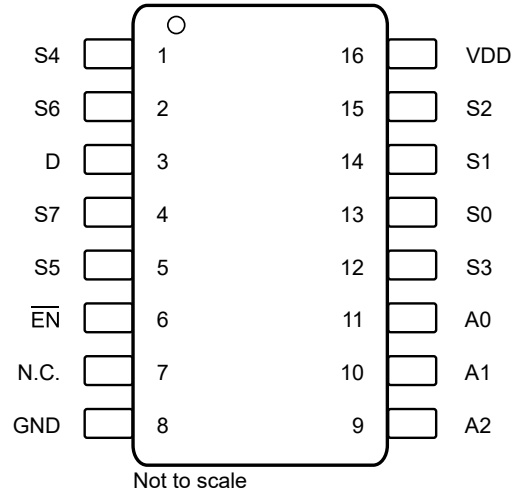 S4 1 16 VDD
S6 2 15 S2
D 3 14 S1
S7 4 13 S0
S5 5 12 S3
EN 6 11 A0
N.C. 7 10 A1
GND 8 9 A2
Not to scale